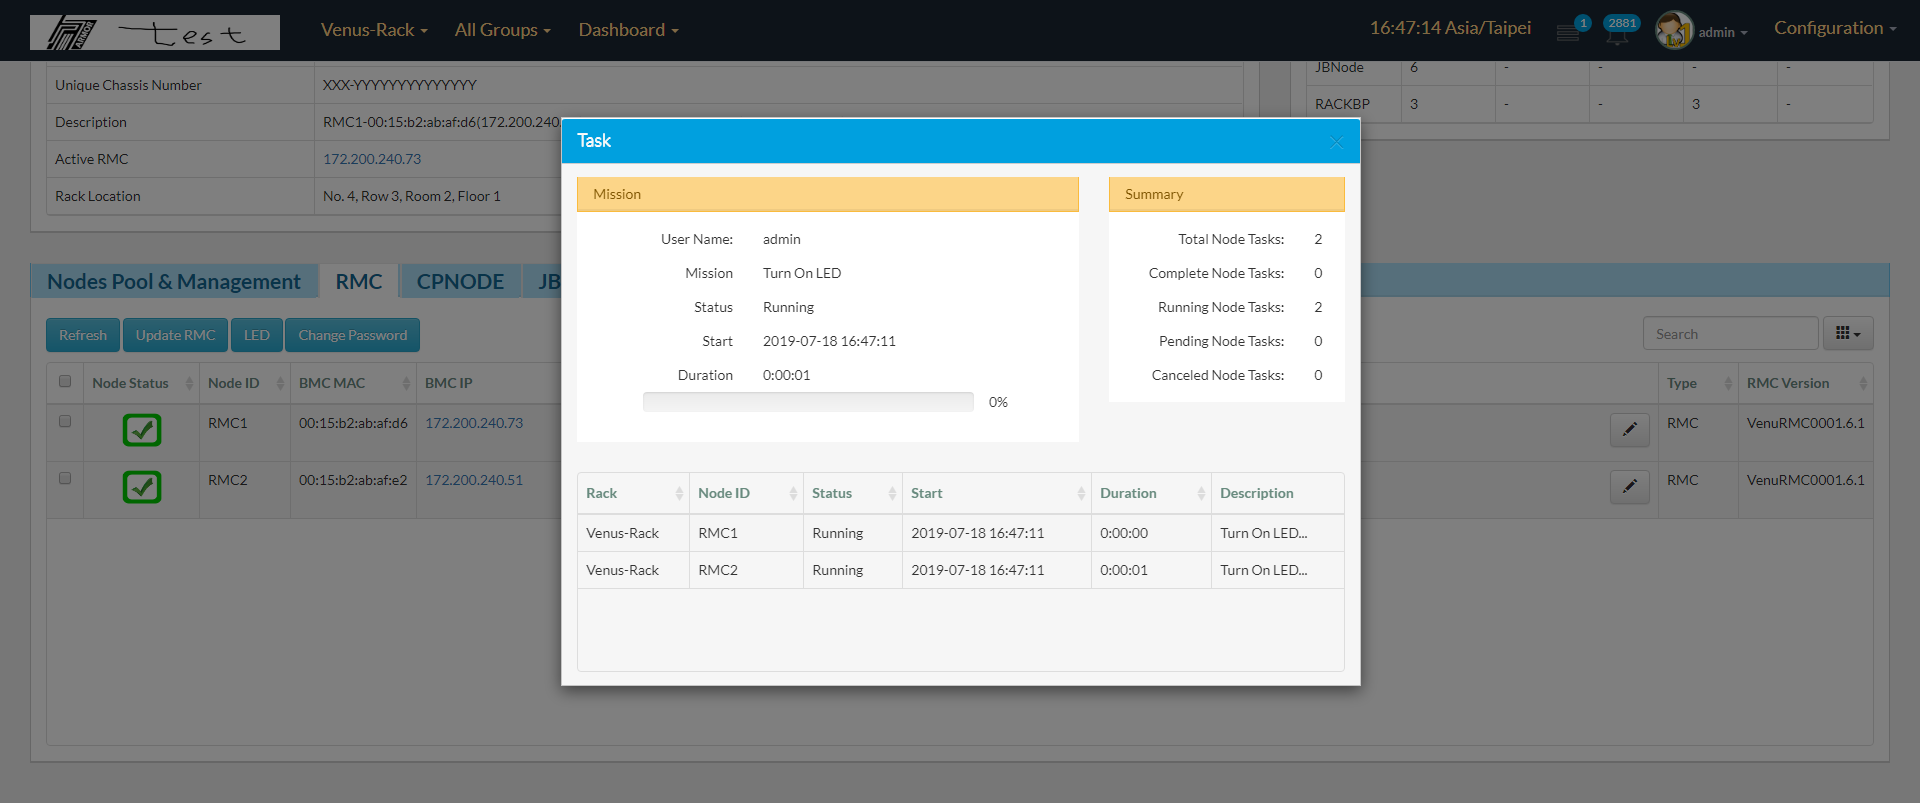 ARMOR test Venus-Rack All Groups Dashboard 16:47:14 Asia/Taipei 1 2881 admin Configuration
Unique Chassis Number XXX-YYYYYYYYYYYYYY
Description RMC1-00:15:b2:ab:af:d6(172.200.240.
Active RMC 172.200.240.73
Rack Location No. 4, Row 3, Room 2, Floor 1
JBNode 6 - - - -
RACKBP 3 - - 3 -
Nodes Pool & Management RMC CPNODE JB
Refresh Update RMC LED Change Password Search
Node Status Node ID BMC MAC BMC IP Type RMC Version
RMC1 00:15:b2:ab:af:d6 172.200.240.73 RMC VenuRMC0001.6.1
RMC2 00:15:b2:ab:af:e2 172.200.240.51 RMC VenuRMC0001.6.1
Task
Mission
User Name: admin
Mission Turn On LED
Status Running
Start 2019-07-18 16:47:11
Duration 0:00:01
0%
Summary
Total Node Tasks: 2
Complete Node Tasks: 0
Running Node Tasks: 2
Pending Node Tasks: 0
Canceled Node Tasks: 0
Rack Node ID Status Start Duration Description
Venus-Rack RMC1 Running 2019-07-18 16:47:11 0:00:00 Turn On LED...
Venus-Rack RMC2 Running 2019-07-18 16:47:11 0:00:01 Turn On LED...